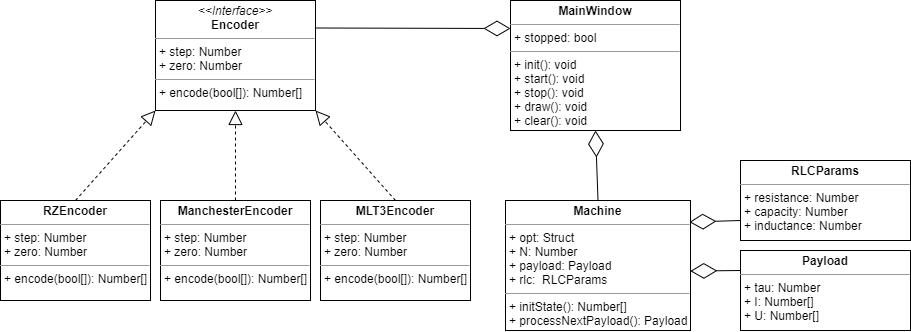 <<Interface>>
Encoder
+ step: Number
+ zero: Number
+ encode(bool[]): Number[]
MainWindow
+ stopped: bool
+ init(): void
+ start(): void
+ stop(): void
+ draw(): void
+ clear(): void
RZEncoder
+ step: Number
+ zero: Number
+ encode(bool[]): Number[]
ManchesterEncoder
+ step: Number
+ zero: Number
+ encode(bool[]): Number[]
MLT3Encoder
+ step: Number
+ zero: Number
+ encode(bool[]): Number[]
Machine
+ opt: Struct
+ N: Number
+ payload: Payload
+ rlc: RLCParams
+ initState(): Number[]
+ processNextPayload(): Payload
RLCParams
+ resistance: Number
+ capacity: Number
+ inductance: Number
Payload
+ tau: Number
+ I: Number[]
+ U: Number[]